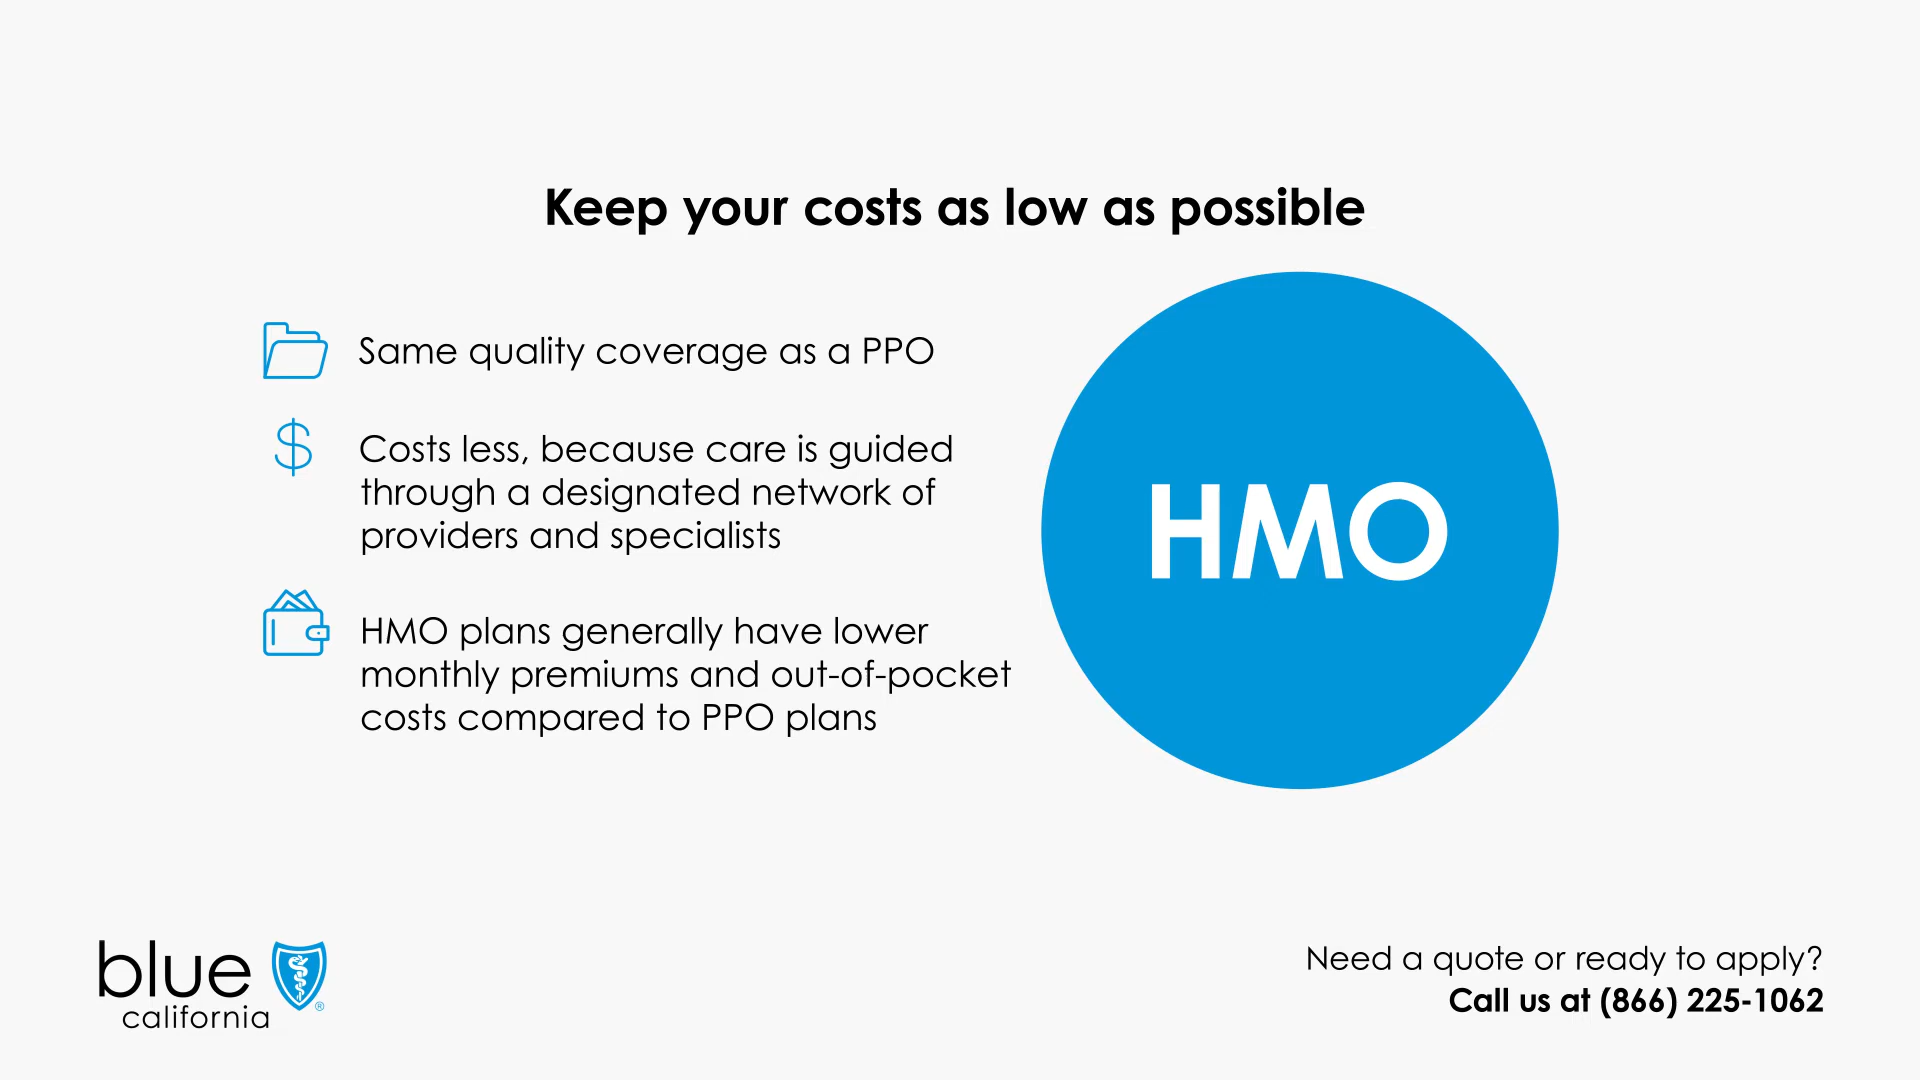 Keep your costs as low as possible
Same quality coverage as a PPO
Costs less, because care is guided
through a designated network of
providers and specialists
HMO plans generally have lower
monthly premiums and out-of-pocket
costs compared to PPO plans
HMO
blue
california
®
Need a quote or ready to apply?
Call us at (866) 225-1062